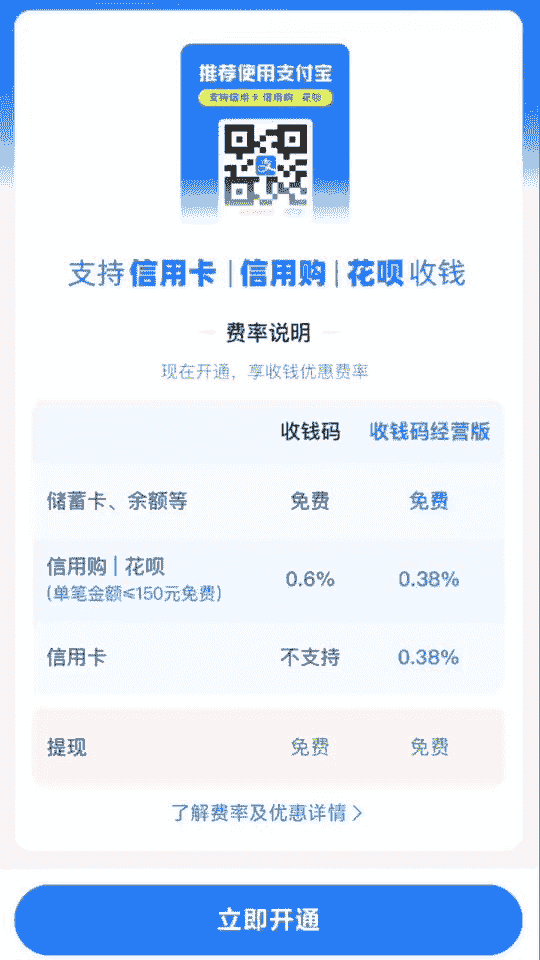 推荐使用支付宝
支持信用卡 信用购 花呗
支持信用卡|信用购|花呗收钱
费率说明
现在开通，享收钱优惠费率
收钱码 收钱码经营版
储蓄卡、余额等 免费 免费
信用购|花呗
(单笔金额≤150元免费) 0.6% 0.38%
信用卡 不支持 0.38%
提现 免费 免费
了解费率及优惠详情>
立即开通